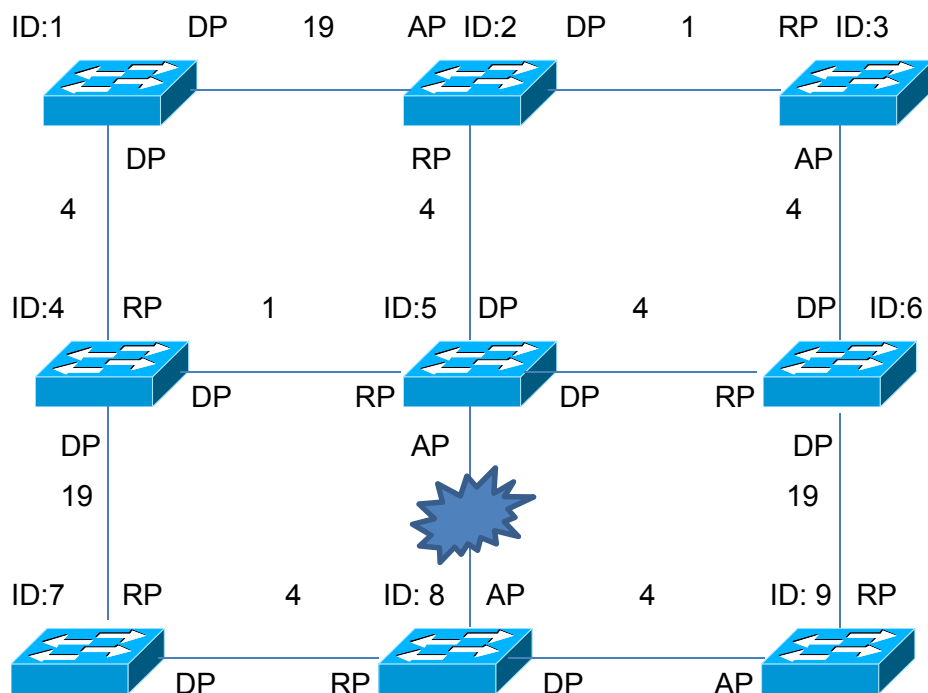 ID:1 DP 19 AP ID:2 DP 1 RP ID:3
DP RP AP
4 4 4
ID:4 RP 1 ID:5 DP 4 DP ID:6
DP RP DP RP
DP AP DP
19 19
ID:7 RP 4 ID: 8 AP 4 ID: 9 RP
DP RP DP AP